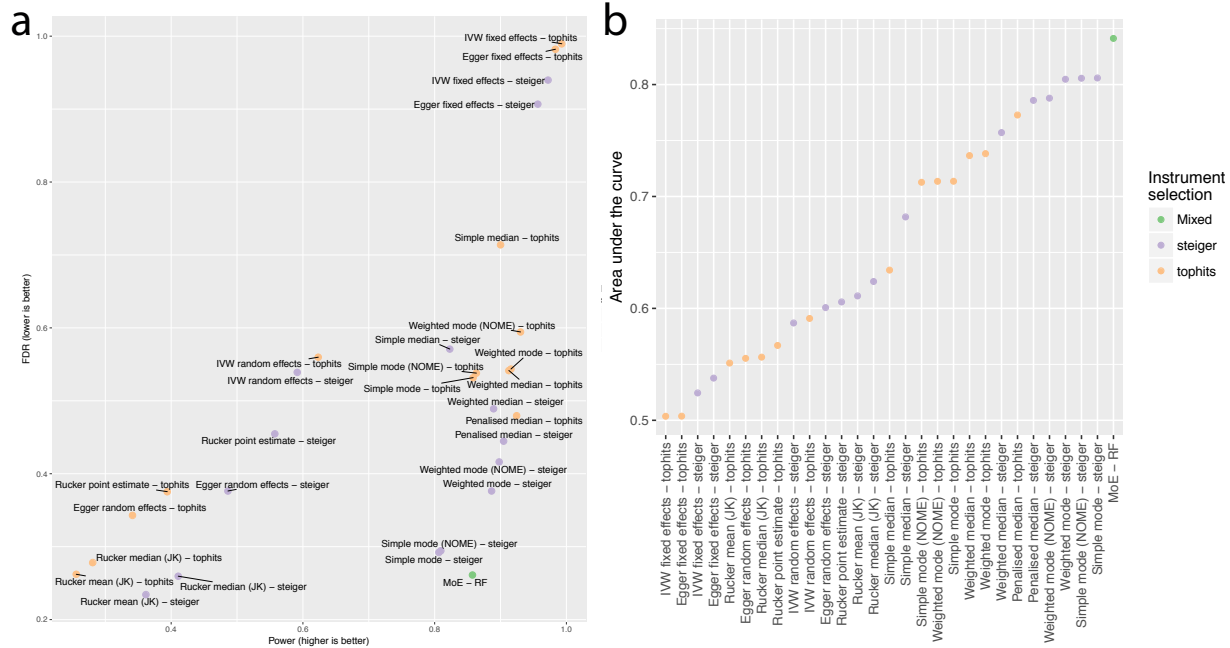 a
FDR (lower is better)
1.0
0.8
0.6
0.4
0.2
IVW fixed effects – tophits
Egger fixed effects – tophits
IVW fixed effects – steiger
Egger fixed effects – steiger
Simple median – tophits
Weighted mode (NOME) – tophits
Simple median – steiger
Weighted mode – tophits
IVW random effects – tophits
Simple mode (NOME) – tophits
IVW random effects – steiger
Simple mode – tophits
Weighted median – tophits
Weighted median – steiger
Penalised median – tophits
Rucker point estimate – steiger
Penalised median – steiger
Weighted mode (NOME) – steiger
Rucker point estimate – tophits
Egger random effects – steiger
Weighted mode – steiger
Egger random effects – tophits
Simple mode (NOME) – steiger
Rucker median (JK) – tophits
Simple mode – steiger
Rucker mean (JK) – tophits
Rucker median (JK) – steiger
MoE – RF
Rucker mean (JK) – steiger
0.4
0.6
0.8
1.0
Power (higher is better)
b
Area under the curve
0.8
0.7
0.6
0.5
IVW fixed effects – tophits
Egger fixed effects – tophits
IVW fixed effects – steiger
Egger fixed effects – steiger
Rucker mean (JK) – tophits
Egger random effects – tophits
Rucker median (JK) – tophits
Rucker point estimate – tophits
IVW random effects – steiger
IVW random effects – tophits
Egger random effects – steiger
Rucker point estimate – steiger
Rucker mean (JK) – steiger
Rucker median (JK) – steiger
Simple median – tophits
Simple median – steiger
Simple mode (NOME) – tophits
Weighted mode (NOME) – tophits
Simple mode – tophits
Weighted median – tophits
Weighted mode – tophits
Weighted median – steiger
Penalised median – tophits
Penalised median – steiger
Weighted mode (NOME) – steiger
Weighted mode – steiger
Simple mode (NOME) – steiger
Simple mode – steiger
MoE – RF
Instrument
selection
Mixed
steiger
tophits